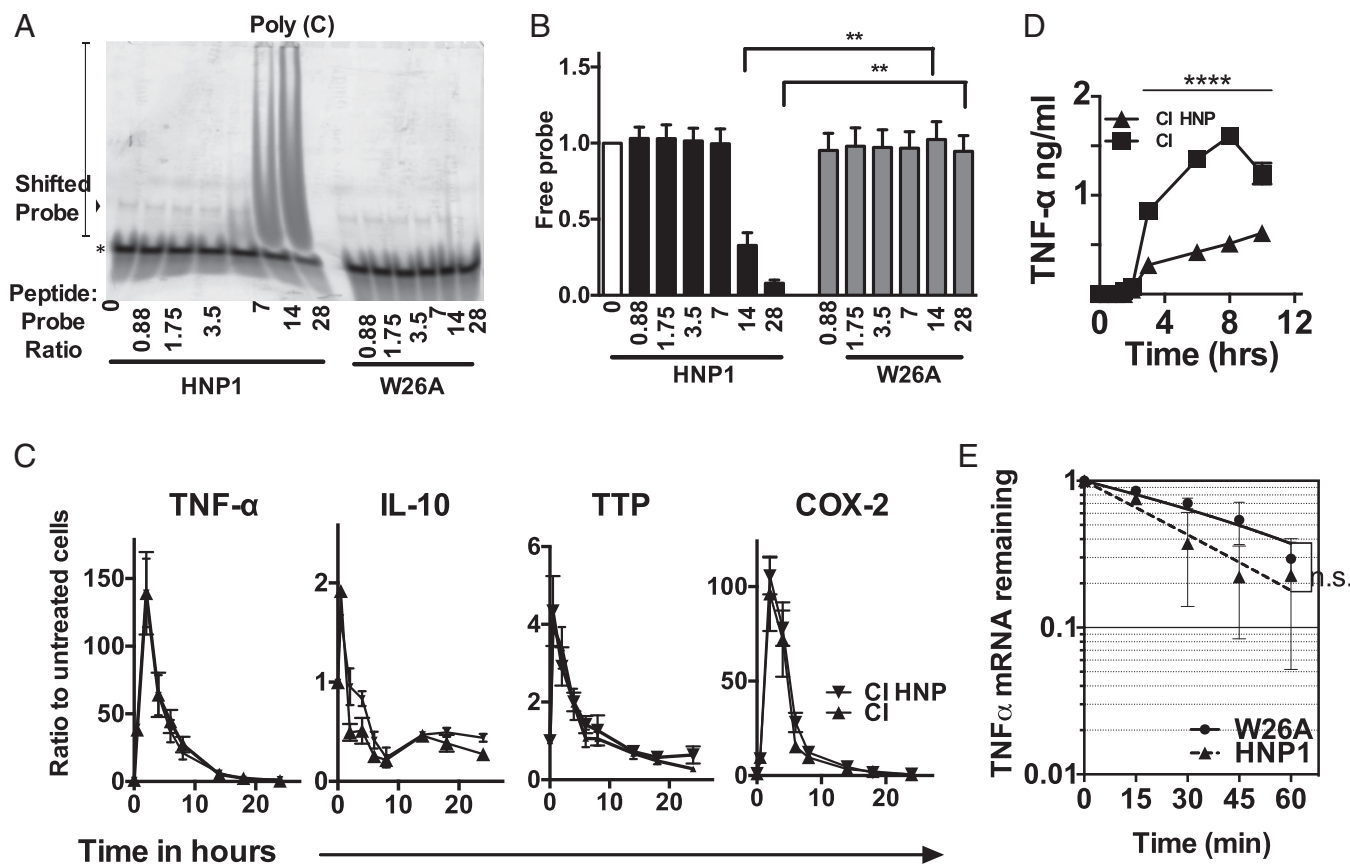 A
Poly (C)
Shifted
Probe
*
Peptide:
Probe
Ratio
0
0.88
1.75
3.5
7
14
28
0.88
1.75
3.5
7
14
28
HNP1
W26A
B
**
**
1.5
1.0
0.5
0.0
Free probe
0
0.88
1.75
3.5
7
14
28
0.88
1.75
3.5
7
14
28
HNP1
W26A
D
****
2
1
0
TNF-α ng/ml
CI HNP
CI
0 4 8 12
Time (hrs)
C
TNF-α
IL-10
TTP
COX-2
Ratio to untreated cells
150
100
50
0
0 10 20
2
1
0
0 10 20
6
4
2
0
0 10 20
100
50
0
0 10 20
CI HNP
CI
Time in hours
E
TNFα mRNA remaining
1
0.1
0.01
n.s.
W26A
HNP1
0 15 30 45 60
Time (min)